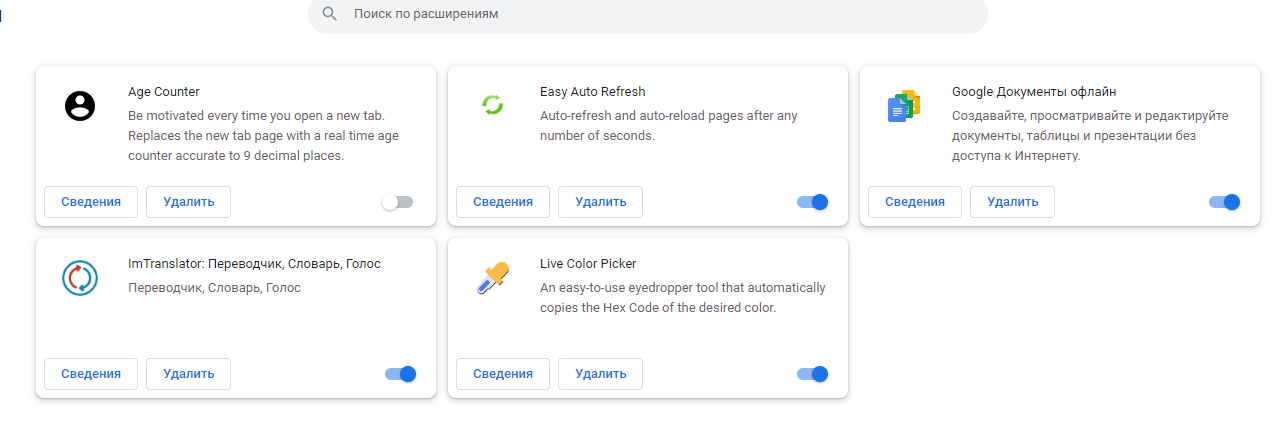 Поиск по расширениям
Age Counter
Be motivated every time you open a new tab.
Replaces the new tab page with a real time age
counter accurate to 9 decimal places.
Сведения
Удалить
Easy Auto Refresh
Auto-refresh and auto-reload pages after any
number of seconds.
Сведения
Удалить
Google Документы офлайн
Создавайте, просматривайте и редактируйте
документы, таблицы и презентации без
доступа к Интернету.
Сведения
Удалить
ImTranslator: Переводчик, Словарь, Голос
Переводчик, Словарь, Голос
Сведения
Удалить
Live Color Picker
An easy-to-use eyedropper tool that automatically
copies the Hex Code of the desired color.
Сведения
Удалить